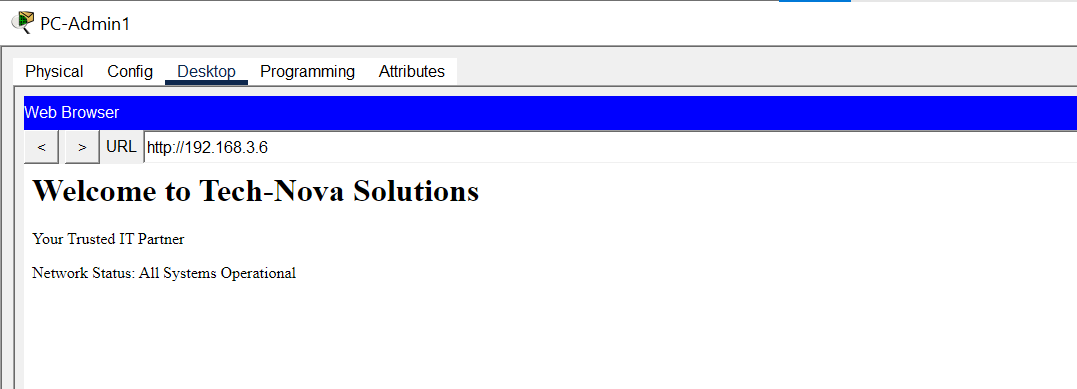 PC-Admin1
Physical Config Desktop Programming Attributes
Web Browser
< > URL http://192.168.3.6
Welcome to Tech-Nova Solutions
Your Trusted IT Partner
Network Status: All Systems Operational